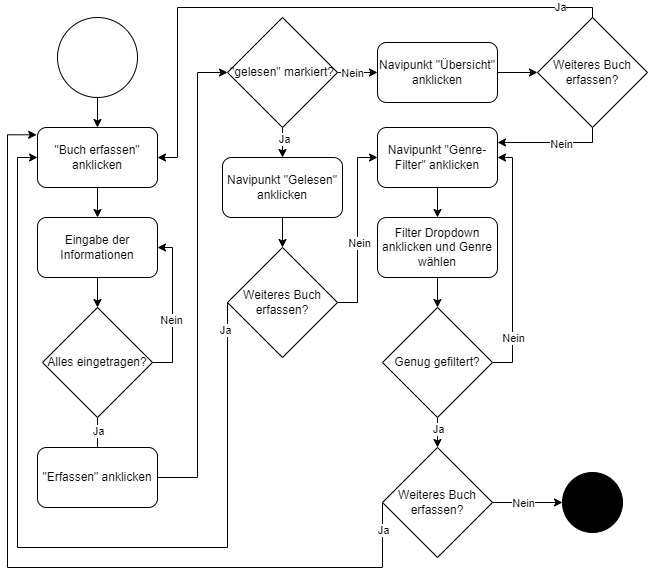 Ja
"gelesen" markiert?
Nein
Navipunkt "Übersicht"
anklicken
Weiteres Buch
erfassen?
"Buch erfassen"
anklicken
Ja
Nein
Navipunkt "Genre-
Filter" anklicken
Navipunkt "Gelesen"
anklicken
Eingabe der
Informationen
Nein
Filter Dropdown
anklicken und Genre
wählen
Weiteres Buch
erfassen?
Nein
Ja
Nein
Alles eingetragen?
Genug gefiltert?
Ja
Ja
"Erfassen" anklicken
Weiteres Buch
erfassen?
Nein
Ja